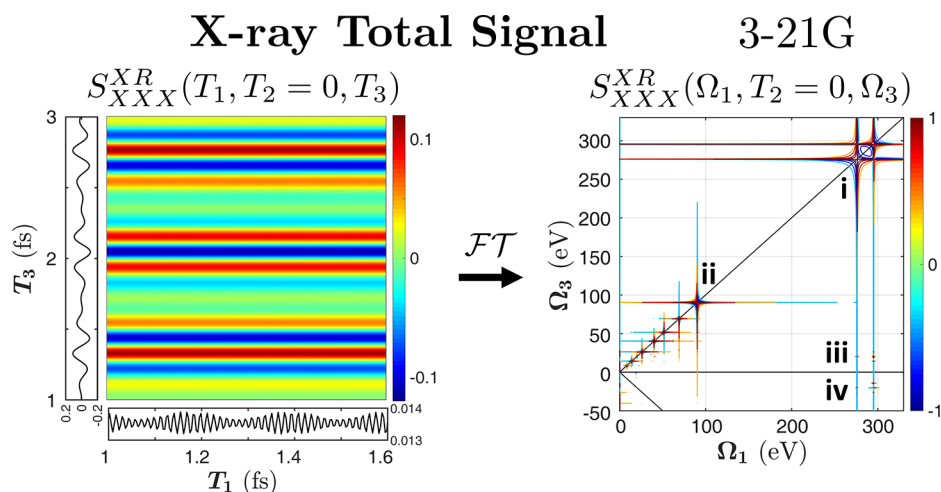 X-ray Total Signal 3-21G
S^{XR}_{XXX}(T_1, T_2 = 0, T_3)
S^{XR}_{XXX}(Ω_1, T_2 = 0, Ω_3)
3
2
1
T_3 (fs)
0.2
0
-0.2
0.1
0
-0.1
0.014
0.013
1
1.2
1.4
1.6
T_1 (fs)
FT
300
250
200
150
100
50
0
-50
Ω_3 (eV)
i
ii
iii
iv
0
100
200
300
Ω_1 (eV)
1
0
-1